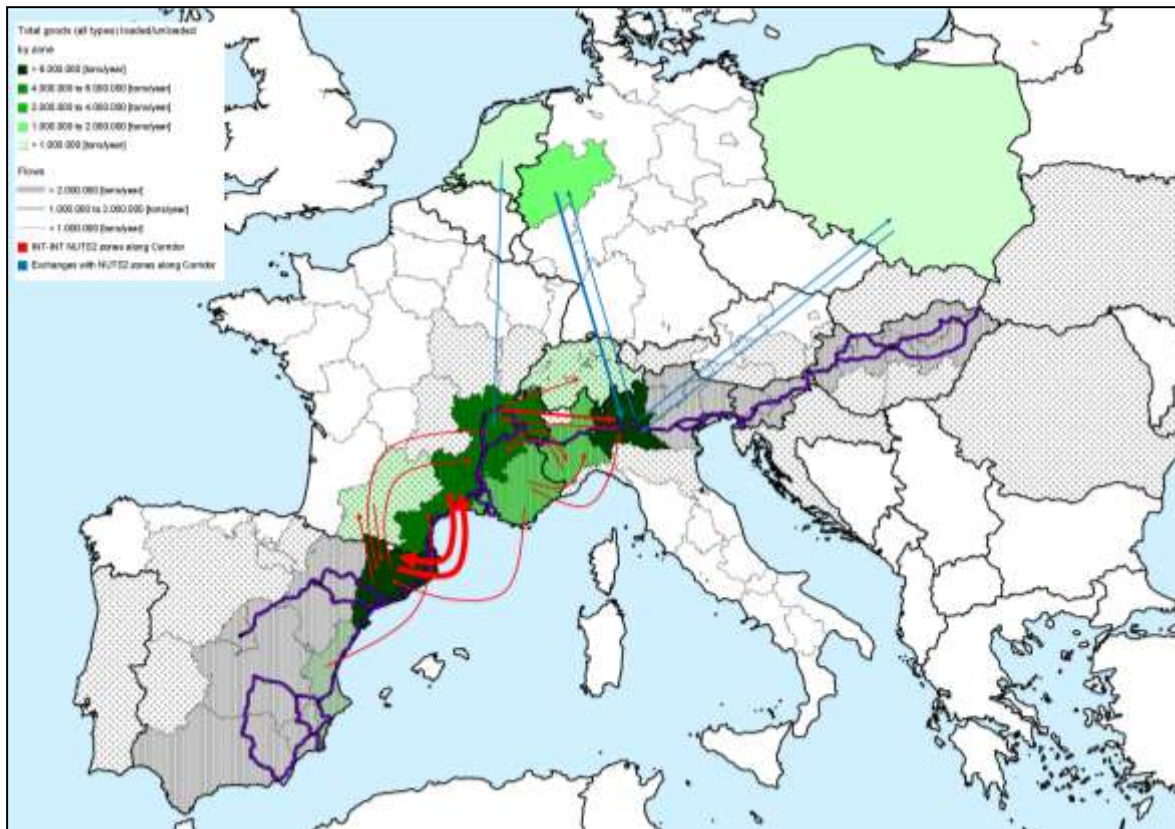 Total goods (all types) loaded/unloaded
by zone
> 6.000.000 [tons/year]
4.000.000 to 6.000.000 [tons/year]
2.000.000 to 4.000.000 [tons/year]
1.000.000 to 2.000.000 [tons/year]
< 1.000.000 [tons/year]
Flows
> 2.000.000 [tons/year]
1.000.000 to 2.000.000 [tons/year]
< 1.000.000 [tons/year]
INT-INT NUTS2 zones along Corridor
Exchanges with NUTS2 zones along Corridor